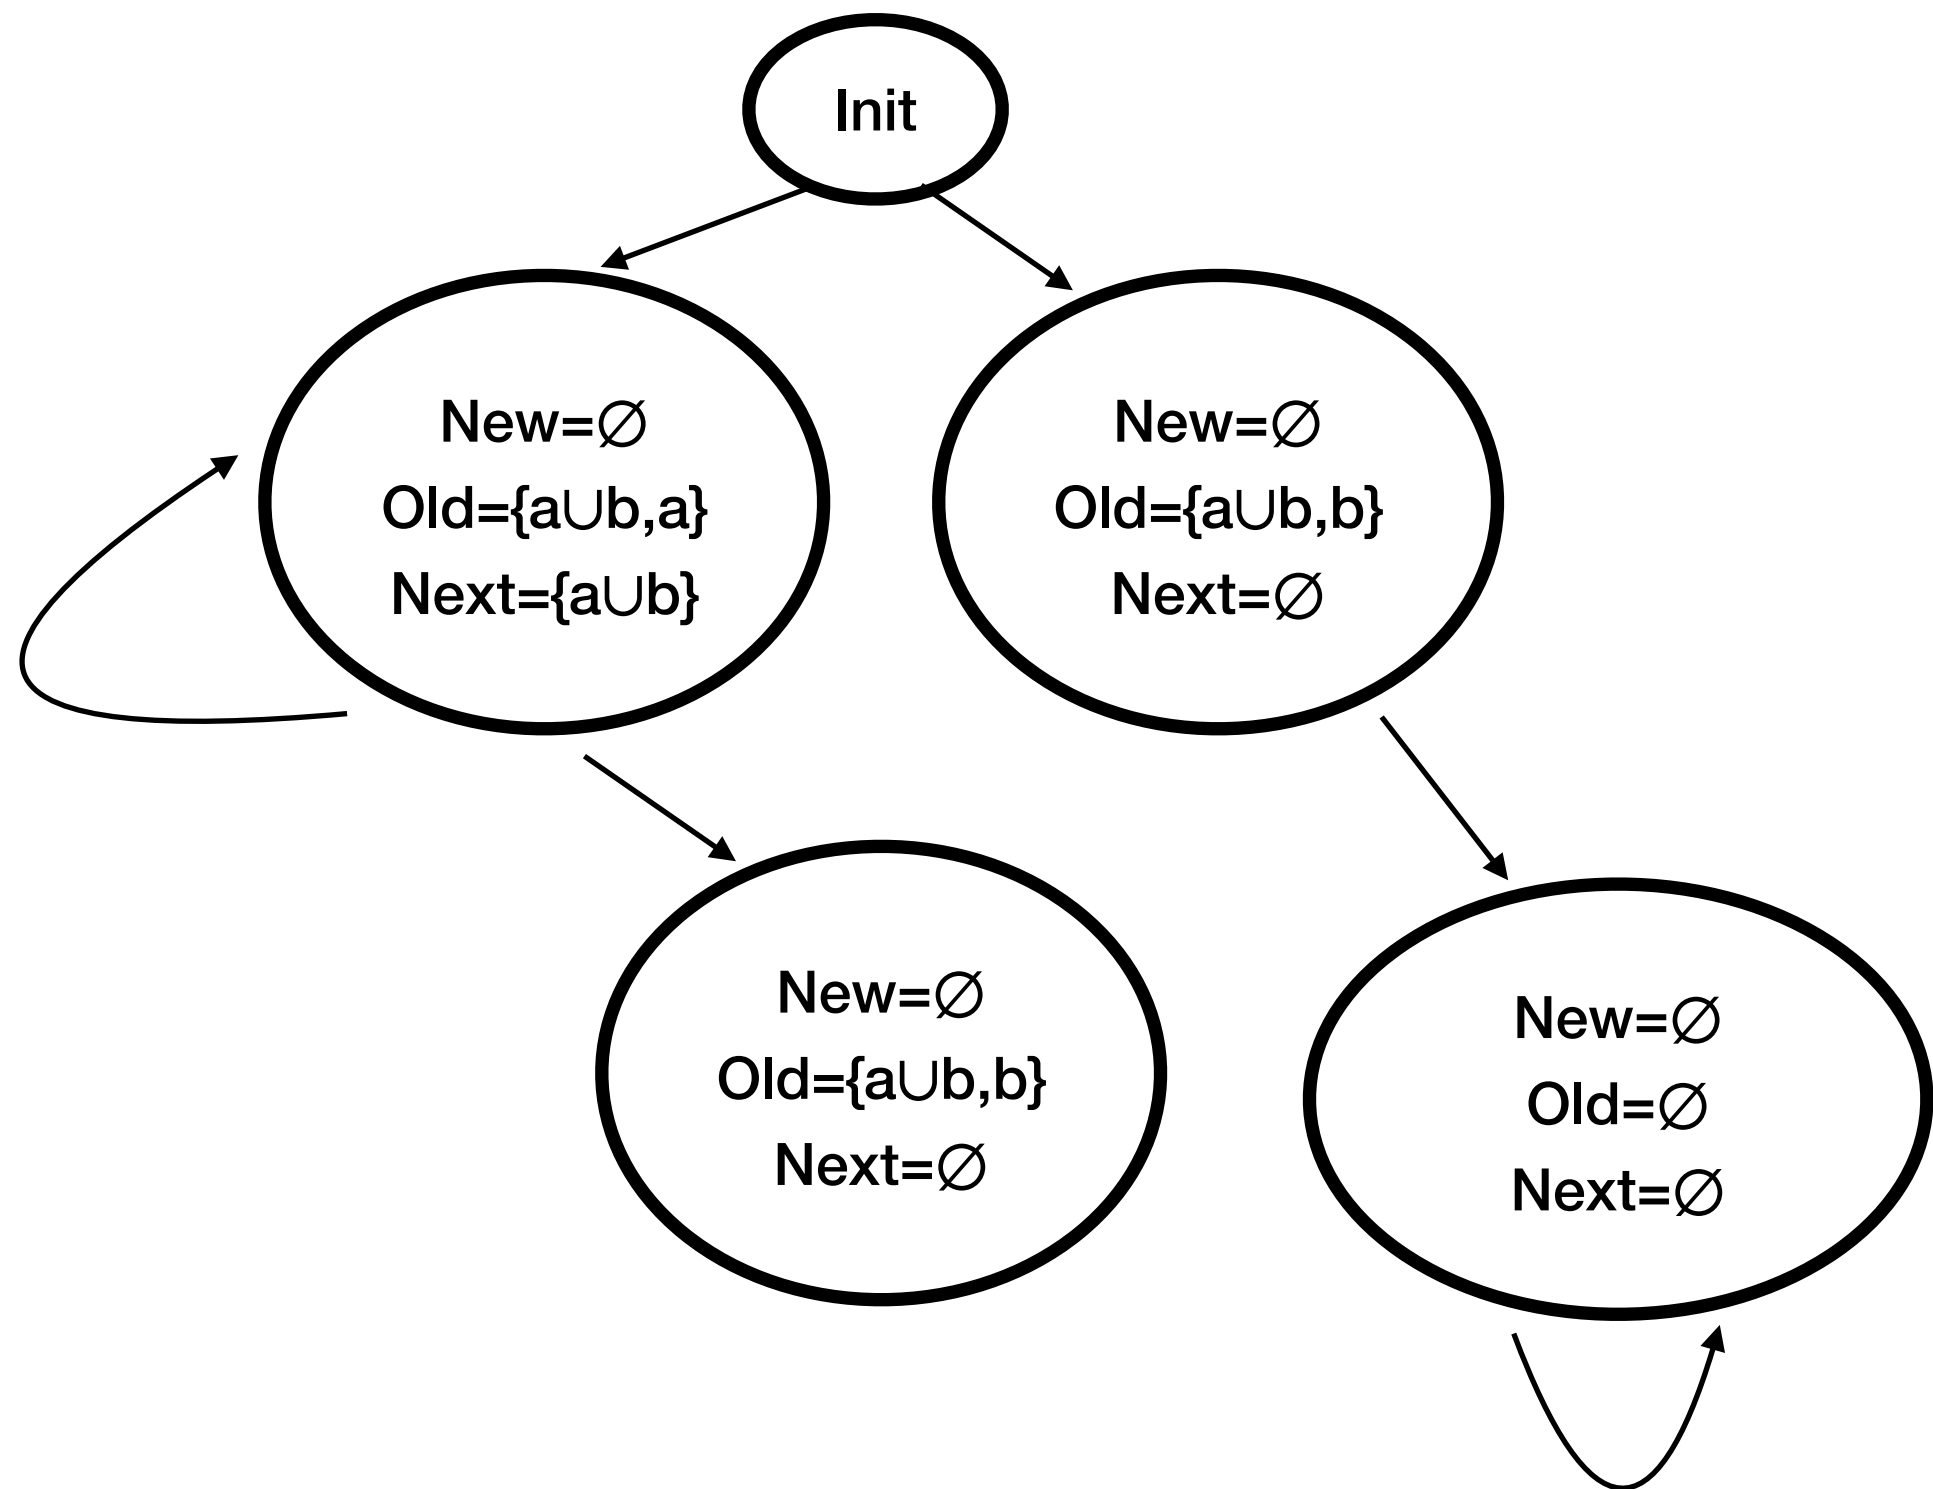 Init
New=∅
Old={a∪b,a}
Next={a∪b}
New=∅
Old={a∪b,b}
Next=∅
New=∅
Old={a∪b,b}
Next=∅
New=∅
Old=∅
Next=∅